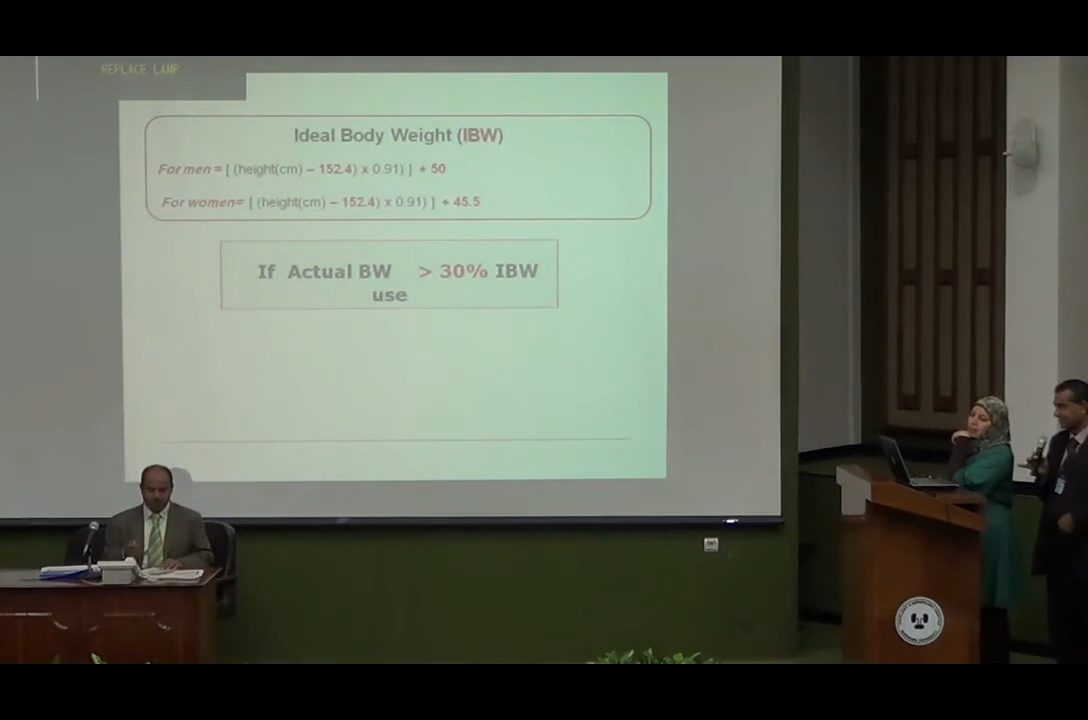 REPLACE LAMP
Ideal Body Weight (IBW)
For men = [ (height(cm) – 152.4) x 0.91) ] + 50
For women= [ (height(cm) – 152.4) x 0.91) ] + 45.5
If Actual BW > 30% IBW
use